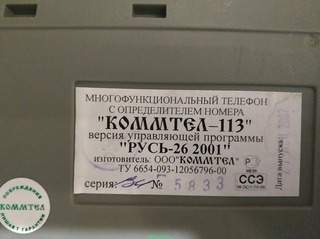 МНОГОФУНКЦИОНАЛЬНЫЙ ТЕЛЕФОН
С ОПРЕДЕЛИТЕЛЕМ НОМЕРА
"КОММТЕЛ-113"
версия управляющей программы
"РУСЬ-26 2001"
изготовитель: ООО"КОММТЕЛ"
ТУ 6654-093-12056796-00
серия: № 5833
Дата выпуска:
ССЭ
КОММТЕЛ